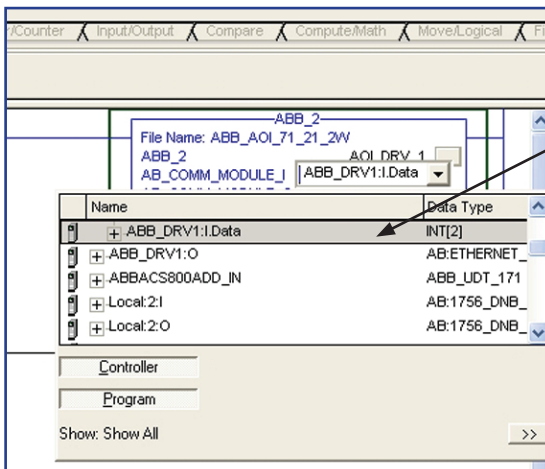 r/Counter Input/Output Compare Compute/Math Move/Logical
ABB_2
File Name: ABB_AOI_71_21_2W
ABB_2 AOI_DRV_1
AB_COMM_MODULE_I ABB_DRV1:I.Data
Name Data Type
ABB_DRV1:I.Data INT[2]
ABB_DRV1:O AB:ETHERNET_
ABBACS800ADD_IN ABB_UDT_171
Local:2:I AB:1756_DNB_
Local:2:O AB:1756_DNB_
Controller
Program
Show: Show All
>>